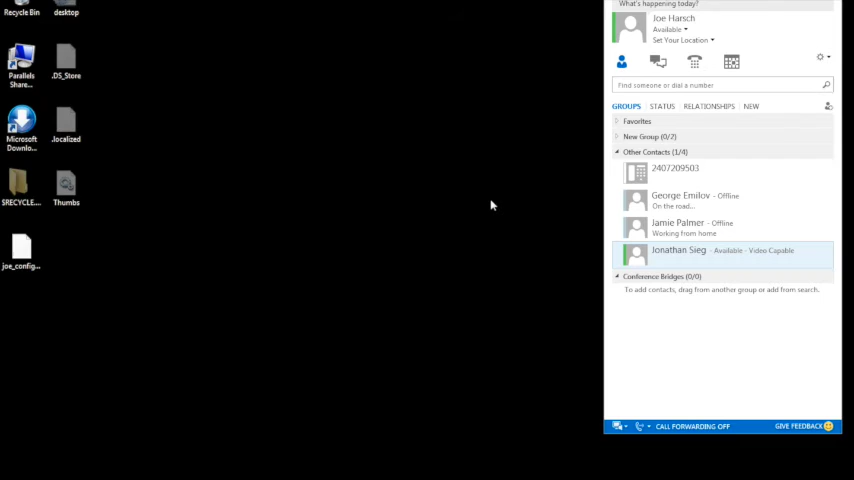 What's happening today?
Joe Harsch
Available
Set Your Location
Find someone or dial a number
GROUPS STATUS RELATIONSHIPS NEW
Favorites
New Group (0/2)
Other Contacts (1/4)
2407209503
George Emilov - Offline
On the road...
Jamie Palmer - Offline
Working from home
Jonathan Sieg - Available - Video Capable
Conference Bridges (0/0)
To add contacts, drag from another group or add from search.
CALL FORWARDING OFF GIVE FEEDBACK
Recycle Bin
desktop
Parallels
Share...
.DS_Store
Microsoft
Downlo...
.localized
$RECYCLE....
Thumbs
joe_config...